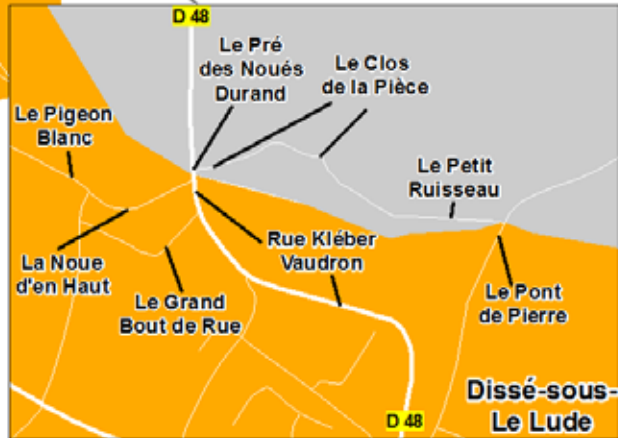 D 48
Le Pré
des Noués
Durand
Le Clos
de la Pièce
Le Pigeon
Blanc
Le Petit
Ruisseau
La Noue
d'en Haut
Rue Kléber
Vaudron
Le Grand
Bout de Rue
Le Pont
de Pierre
Dissé-sous-
Le Lude
D 48